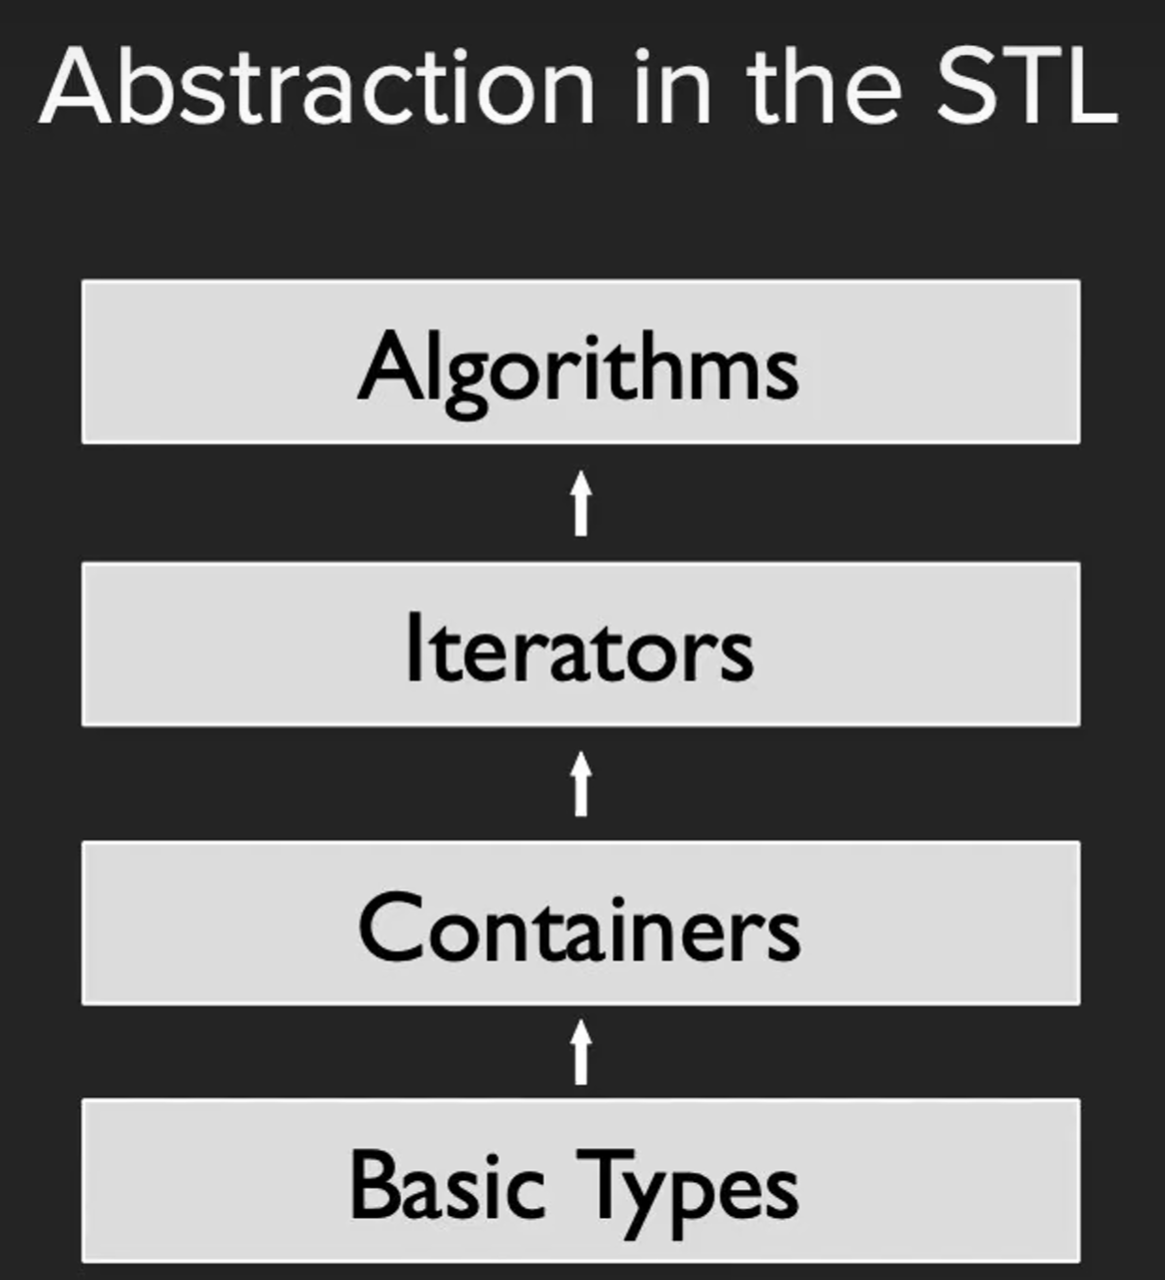 Abstraction in the STL
Algorithms
Iterators
Containers
Basic Types